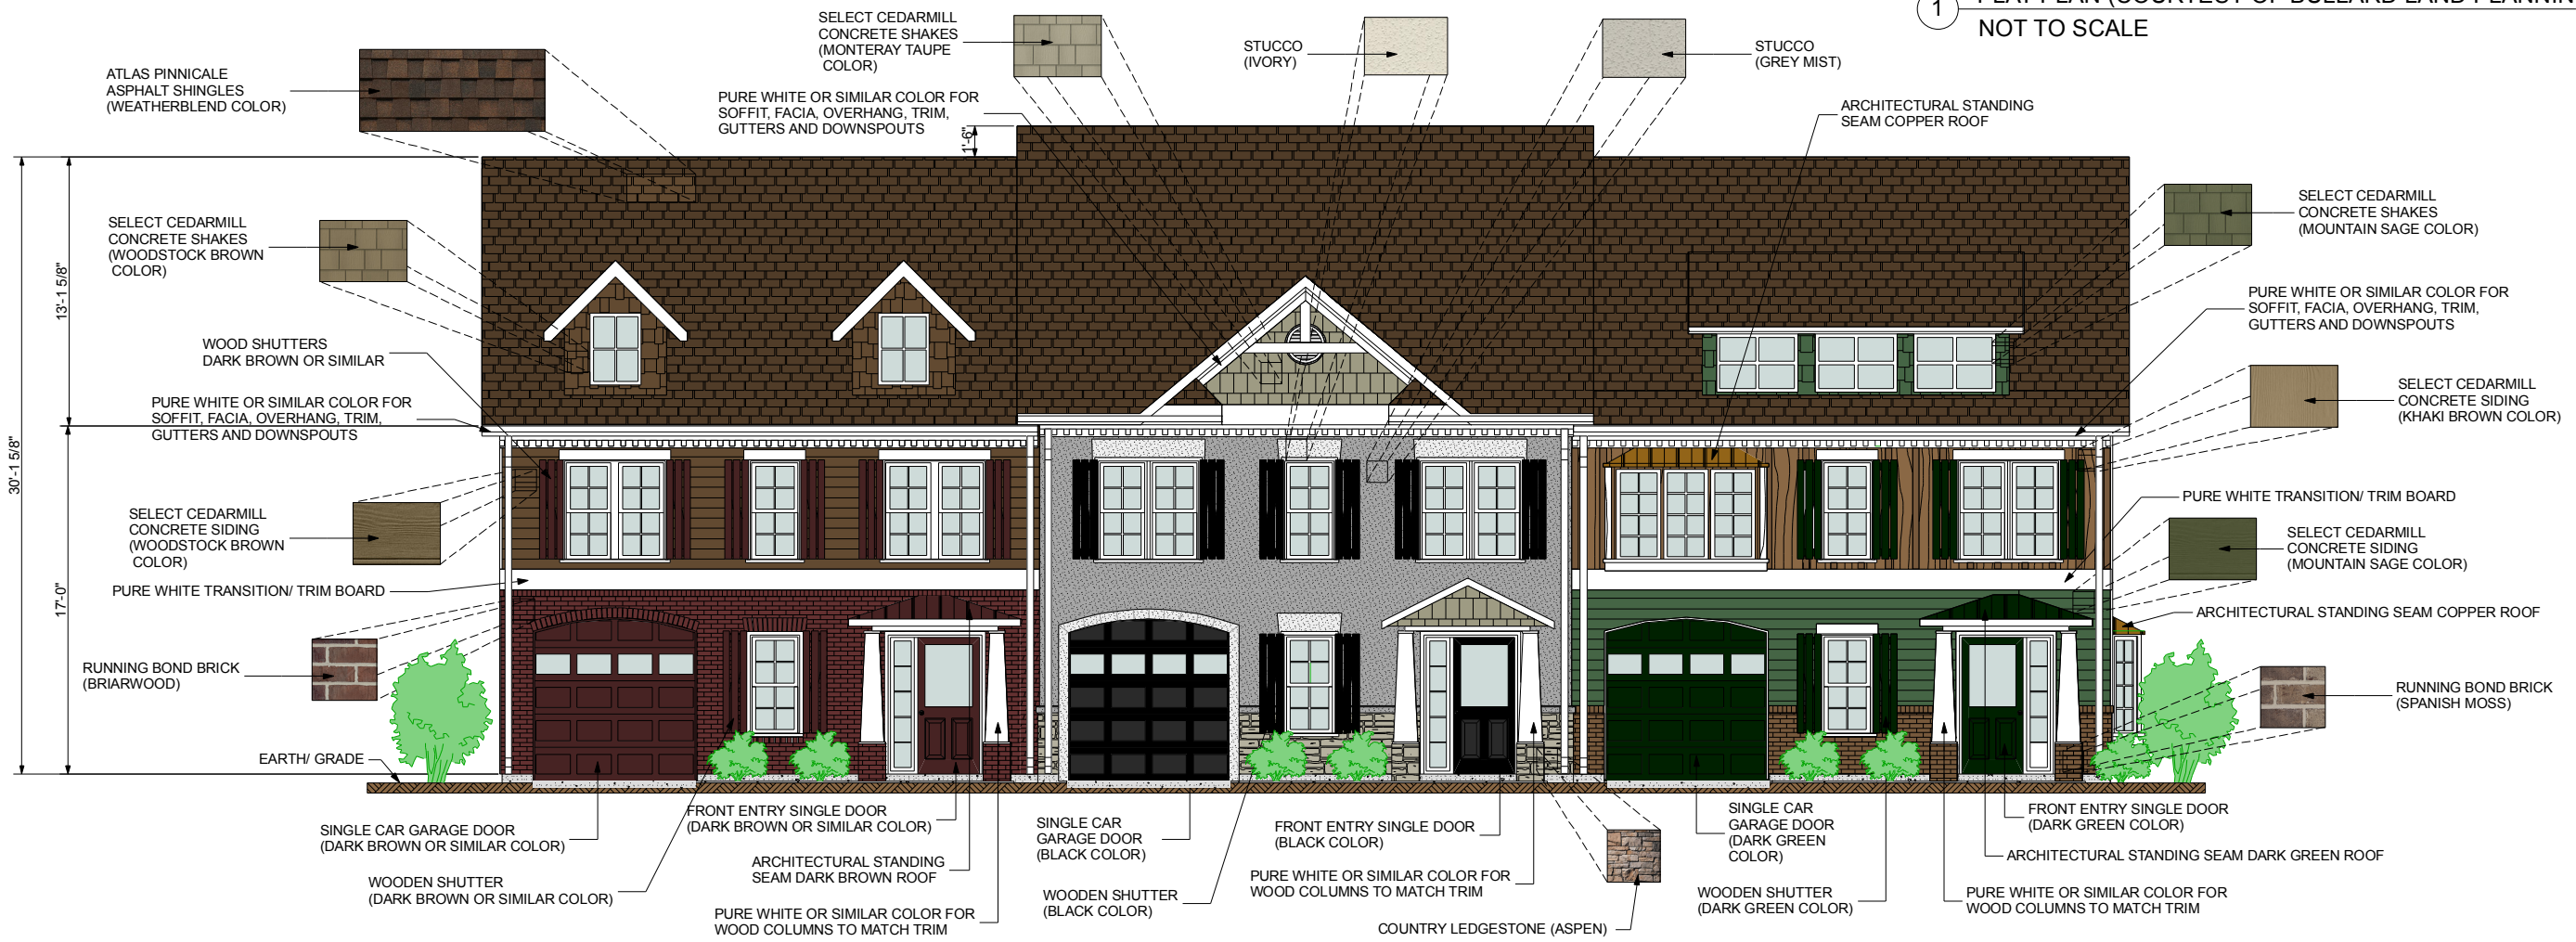 1
PLAT PLAN (COURTESY OF BULLARD LAND PLANNIN
NOT TO SCALE
ATLAS PINNICALE
ASPHALT SHINGLES
(WEATHERBLEND COLOR)
SELECT CEDARMILL
CONCRETE SHAKES
(MONTERAY TAUPE
COLOR)
PURE WHITE OR SIMILAR COLOR FOR
SOFFIT, FACIA, OVERHANG, TRIM,
GUTTERS AND DOWNSPOUTS
STUCCO
(IVORY)
STUCCO
(GREY MIST)
ARCHITECTURAL STANDING
SEAM COPPER ROOF
1'-6"
13'-1 5/8"
30'-1 5/8"
17'-0"
SELECT CEDARMILL
CONCRETE SHAKES
(WOODSTOCK BROWN
COLOR)
WOOD SHUTTERS
DARK BROWN OR SIMILAR
PURE WHITE OR SIMILAR COLOR FOR
SOFFIT, FACIA, OVERHANG, TRIM,
GUTTERS AND DOWNSPOUTS
SELECT CEDARMILL
CONCRETE SIDING
(WOODSTOCK BROWN
COLOR)
PURE WHITE TRANSITION/ TRIM BOARD
RUNNING BOND BRICK
(BRIARWOOD)
EARTH/ GRADE
SELECT CEDARMILL
CONCRETE SHAKES
(MOUNTAIN SAGE COLOR)
PURE WHITE OR SIMILAR COLOR FOR
SOFFIT, FACIA, OVERHANG, TRIM,
GUTTERS AND DOWNSPOUTS
SELECT CEDARMILL
CONCRETE SIDING
(KHAKI BROWN COLOR)
PURE WHITE TRANSITION/ TRIM BOARD
SELECT CEDARMILL
CONCRETE SIDING
(MOUNTAIN SAGE COLOR)
ARCHITECTURAL STANDING SEAM COPPER ROOF
RUNNING BOND BRICK
(SPANISH MOSS)
SINGLE CAR GARAGE DOOR
(DARK BROWN OR SIMILAR COLOR)
WOODEN SHUTTER
(DARK BROWN OR SIMILAR COLOR)
FRONT ENTRY SINGLE DOOR
(DARK BROWN OR SIMILAR COLOR)
ARCHITECTURAL STANDING
SEAM DARK BROWN ROOF
PURE WHITE OR SIMILAR COLOR FOR
WOOD COLUMNS TO MATCH TRIM
SINGLE CAR
GARAGE DOOR
(BLACK COLOR)
WOODEN SHUTTER
(BLACK COLOR)
FRONT ENTRY SINGLE DOOR
(BLACK COLOR)
PURE WHITE OR SIMILAR COLOR FOR
WOOD COLUMNS TO MATCH TRIM
COUNTRY LEDGESTONE (ASPEN)
SINGLE CAR
GARAGE DOOR
(DARK GREEN
COLOR)
WOODEN SHUTTER
(DARK GREEN COLOR)
FRONT ENTRY SINGLE DOOR
(DARK GREEN COLOR)
ARCHITECTURAL STANDING SEAM DARK GREEN ROOF
PURE WHITE OR SIMILAR COLOR FOR
WOOD COLUMNS TO MATCH TRIM